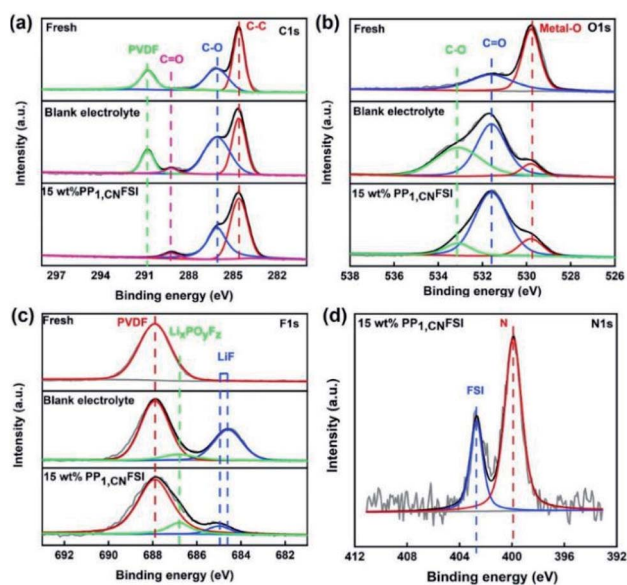 (a) Fresh C-C C1s
PVDF C=O C-O
Blank electrolyte
15 wt%PP1,CNFSI
Intensity (a.u.)
297 294 291 288 285 282
Binding energy (eV)
(b) Fresh Metal-O O1s
C-O C=O
Blank electrolyte
15 wt% PP1,CNFSI
Intensity (a.u.)
538 536 534 532 530 528 526
Binding energy (eV)
(c) Fresh PVDF F1s
LixPOyFz
LiF
Blank electrolyte
15 wt% PP1,CNFSI
Intensity (a.u.)
692 690 688 686 684 682
Binding energy (eV)
(d) 15 wt% PP1,CNFSI N N1s
FSI
Intensity (a.u.)
412 408 404 400 396 392
Binding energy (eV)